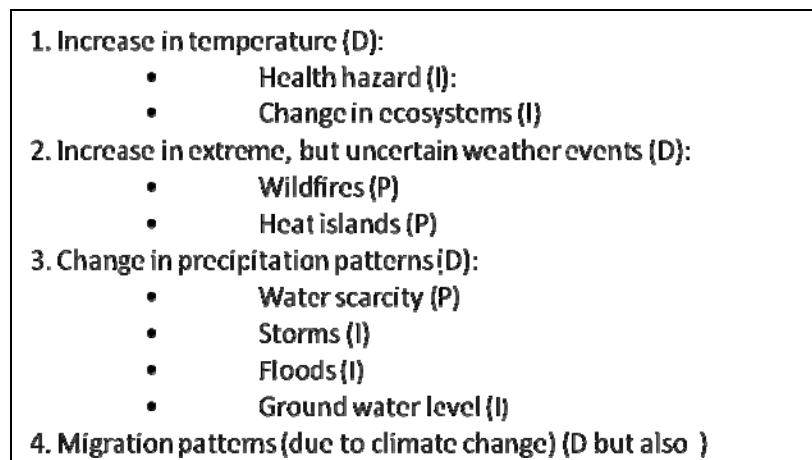 1. Increase in temperature (D):
• Health hazard (I):
• Change in ecosystems (I)
2. Increase in extreme, but uncertain weather events (D):
• Wildfires (P)
• Heat islands (P)
3. Change in precipitation patterns (D):
• Water scarcity (P)
• Storms (I)
• Floods (I)
• Ground water level (I)
4. Migration patterns (due to climate change) (D but also )